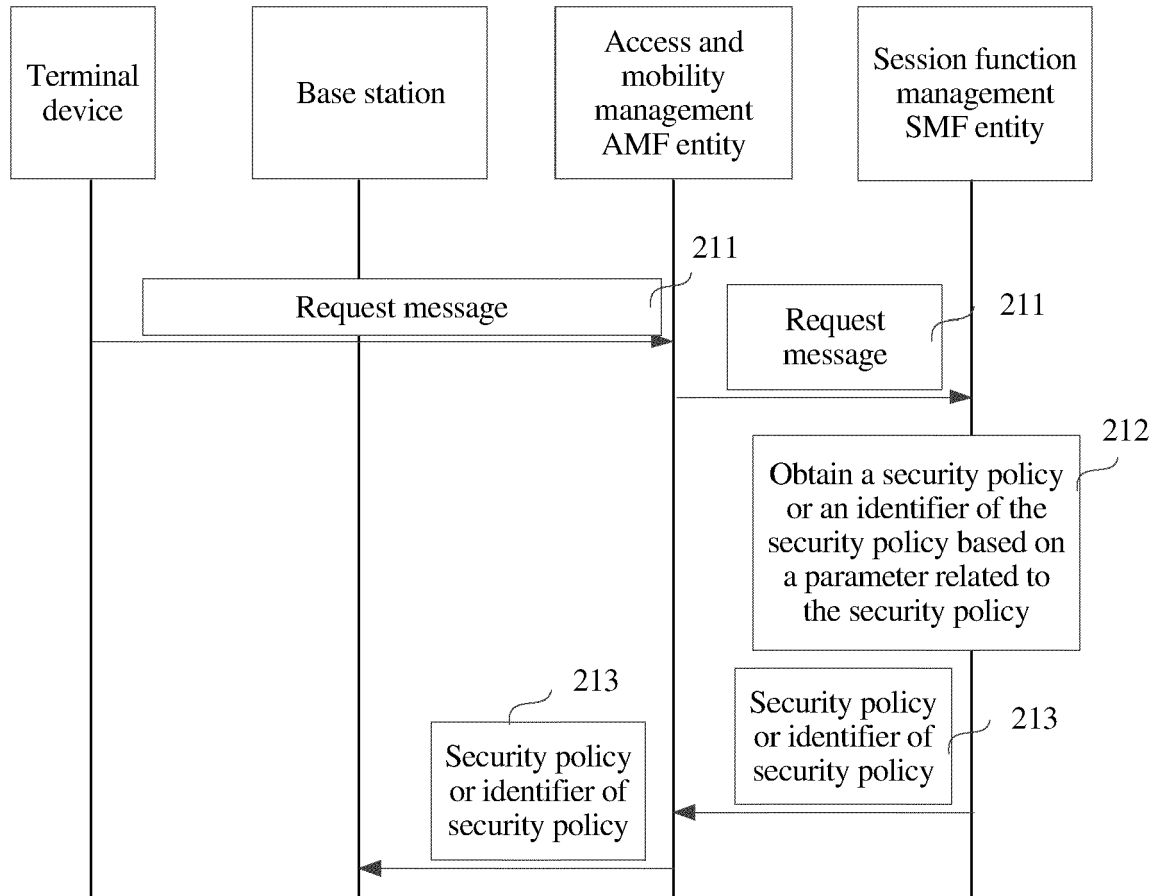 Terminal
device
Base station
Access and
mobility
management
AMF entity
Session function
management
SMF entity
211
Request message
211
Request
message
212
Obtain a security policy
or an identifier of the
security policy based on
a parameter related to
the security policy
213
Security policy
or identifier of
security policy
213
Security policy
or identifier of
security policy